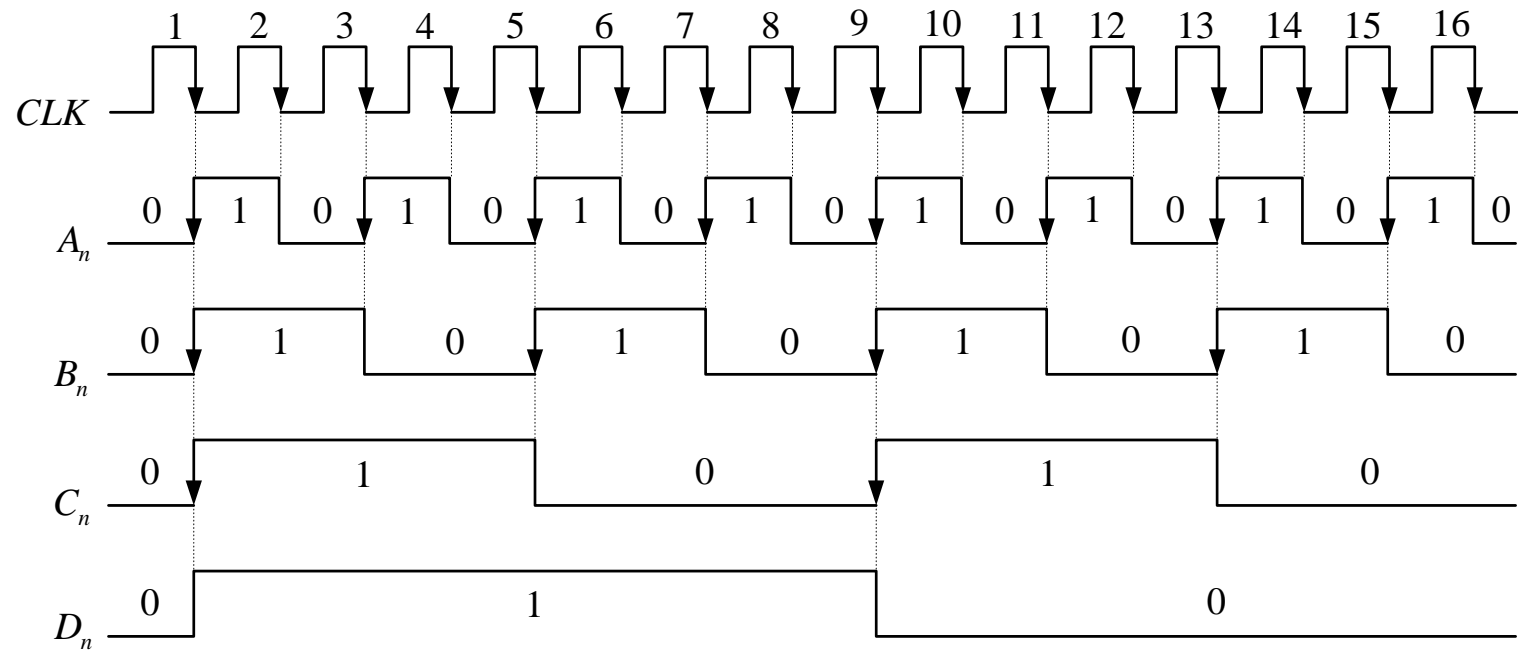 1 2 3 4 5 6 7 8 9 10 11 12 13 14 15 16
CLK
0 1 0 1 0 1 0 1 0 1 0 1 0 1 0 1 0
Aₙ
0 1 0 1 0 1 0 1 0
Bₙ
0 1 0 1 0
Cₙ
0 1 0
Dₙ